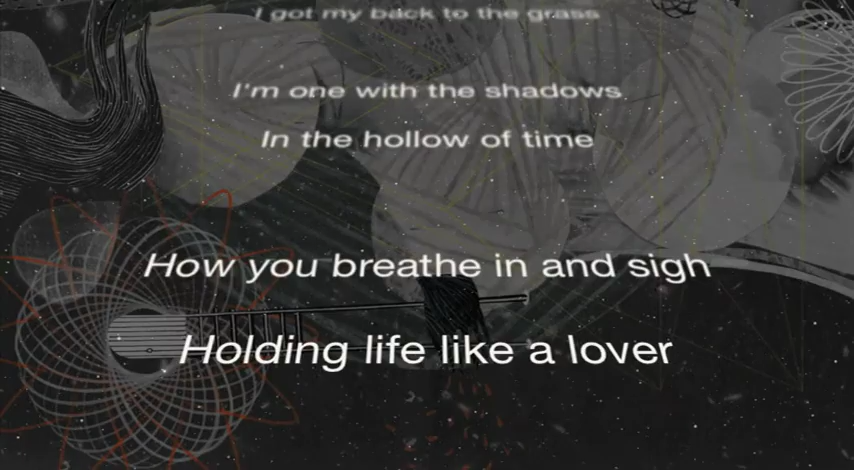 I got my back to the grass
I'm one with the shadows
In the hollow of time
How you breathe in and sigh
Holding life like a lover